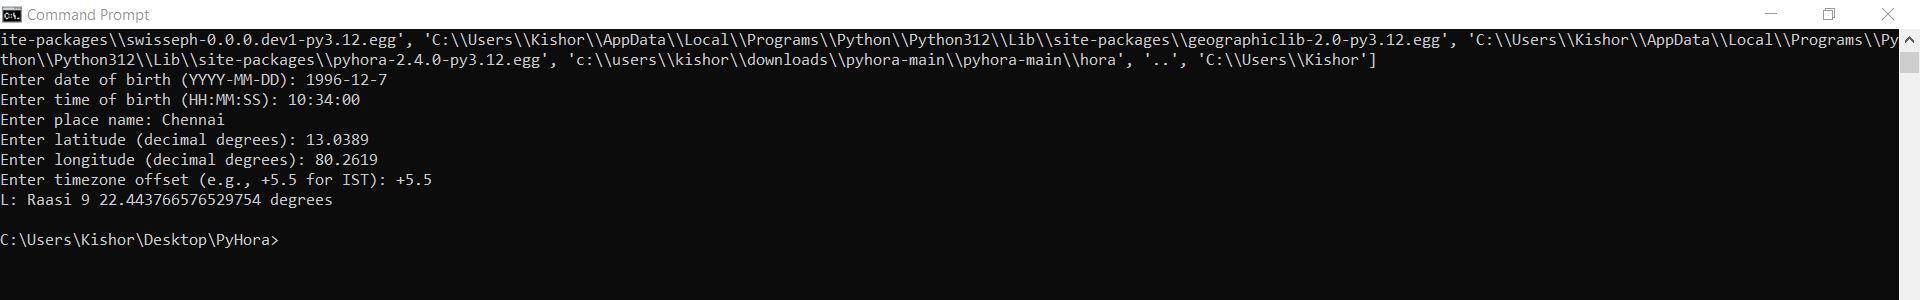 Command Prompt
ite-packages\\swisseph-0.0.0.dev1-py3.12.egg', 'C:\\Users\\Kishor\\AppData\\Local\\Programs\\Python\\Python312\\Lib\\site-packages\\geographiclib-2.0-py3.12.egg', 'C:\\Users\\Kishor\\AppData\\Local\\Programs\\Py
thon\\Python312\\Lib\\site-packages\\pyhora-2.4.0-py3.12.egg', 'c:\\users\\kishor\\downloads\\pyhora-main\\pyhora-main\\hora', '..', 'C:\\Users\\Kishor']
Enter date of birth (YYYY-MM-DD): 1996-12-7
Enter time of birth (HH:MM:SS): 10:34:00
Enter place name: Chennai
Enter latitude (decimal degrees): 13.0389
Enter longitude (decimal degrees): 80.2619
Enter timezone offset (e.g., +5.5 for IST): +5.5
L: Raasi 9 22.443766576529754 degrees
C:\Users\Kishor\Desktop\PyHora>